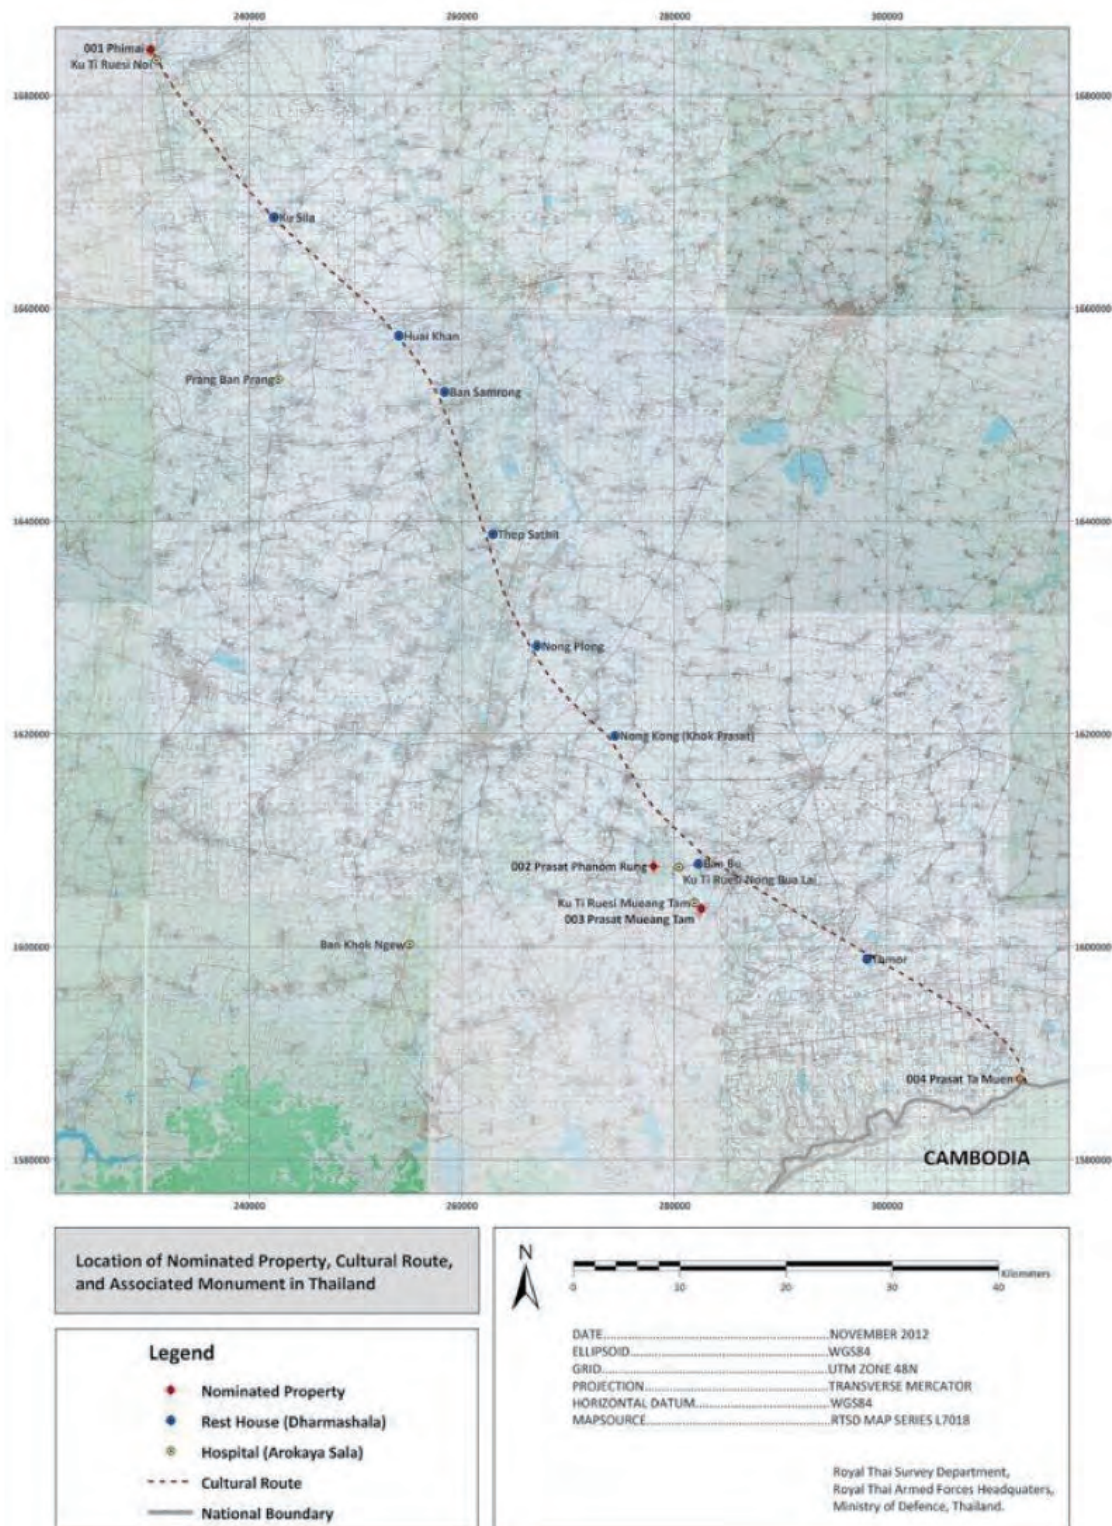 240000 260000 280000 300000
001 Phimai
Ku Ti Ruesi Noi
1680000 1680000
Ku Sila
1660000 1660000
Huai Khan
Prang Ban Prang
Ban Samrong
1640000 1640000
Thep Sathit
Nong Plong
1620000 1620000
Nong Kong (Khok Prasat)
002 Prasat Phanom Rung
Ban Bu
Ku Ti Ruesi Nong Bua Lai
Ku Ti Ruesi Mueang Tam
003 Prasat Mueang Tam
Ban Khok Ngew
1600000 1600000
Tamor
004 Prasat Ta Muen
CAMBODIA
1580000 1580000
240000 260000 280000 300000
Location of Nominated Property, Cultural Route,
and Associated Monument in Thailand
Legend
Nominated Property
Rest House (Dharmashala)
Hospital (Arokaya Sala)
Cultural Route
National Boundary
N
Kilometers
0 10 20 30 40
DATE...NOVEMBER 2012
ELLIPSOID...WGS84
GRID...UTM ZONE 48N
PROJECTION...TRANSVERSE MERCATOR
HORIZONTAL DATUM...WGS84
MAPSOURCE...RTSD MAP SERIES L7018
Royal Thai Survey Department,
Royal Thai Armed Forces Headquaters,
Ministry of Defence, Thailand.